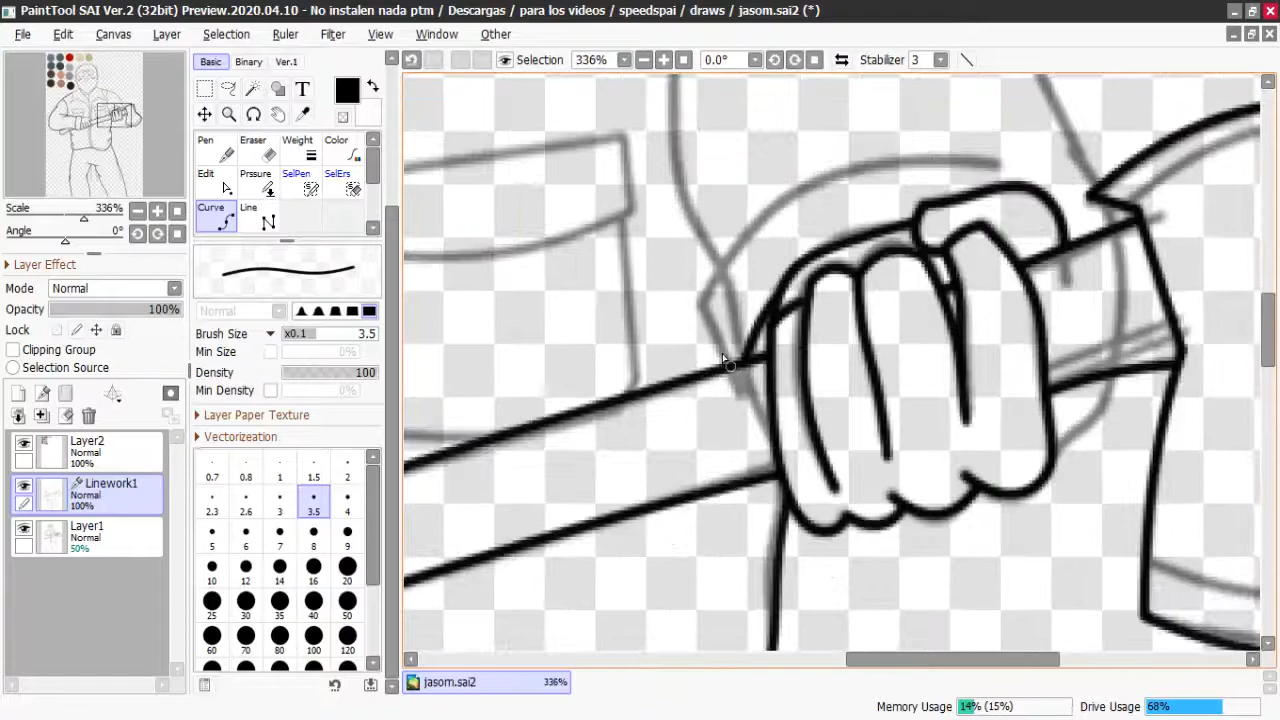 PaintTool SAI Ver.2 (32bit) Preview.2020.04.10 - No instalen nada ptm / Descargas / para los videos / speedspai / draws / jasom.sai2 (*)
File Edit Canvas Layer Selection Ruler Filter View Window Other
Selection 336% 0.0° Stabilizer 3
Scale 336%
Angle 0°
Layer Effect
Mode Normal
Opacity 100%
Lock
Clipping Group
Selection Source
Layer2
Normal
100%
Linework1
Normal
100%
Layer1
Normal
50%
Basic Binary Ver.1
T
Pen Eraser Weight Color
Edit Prssure SelPen SelErs
Curve Line
Normal
Brush Size x0.1 3.5
Min Size 0%
Density 100
Min Density 0%
Layer Paper Texture
Vectorization
0.7 0.8 1 1.5 2
2.3 2.6 3 3.5 4
5 6 7 8 9
10 12 14 16 20
25 30 35 40 50
60 70 80 100 120
jasom.sai2 336%
Memory Usage 14% (15%) Drive Usage 68%